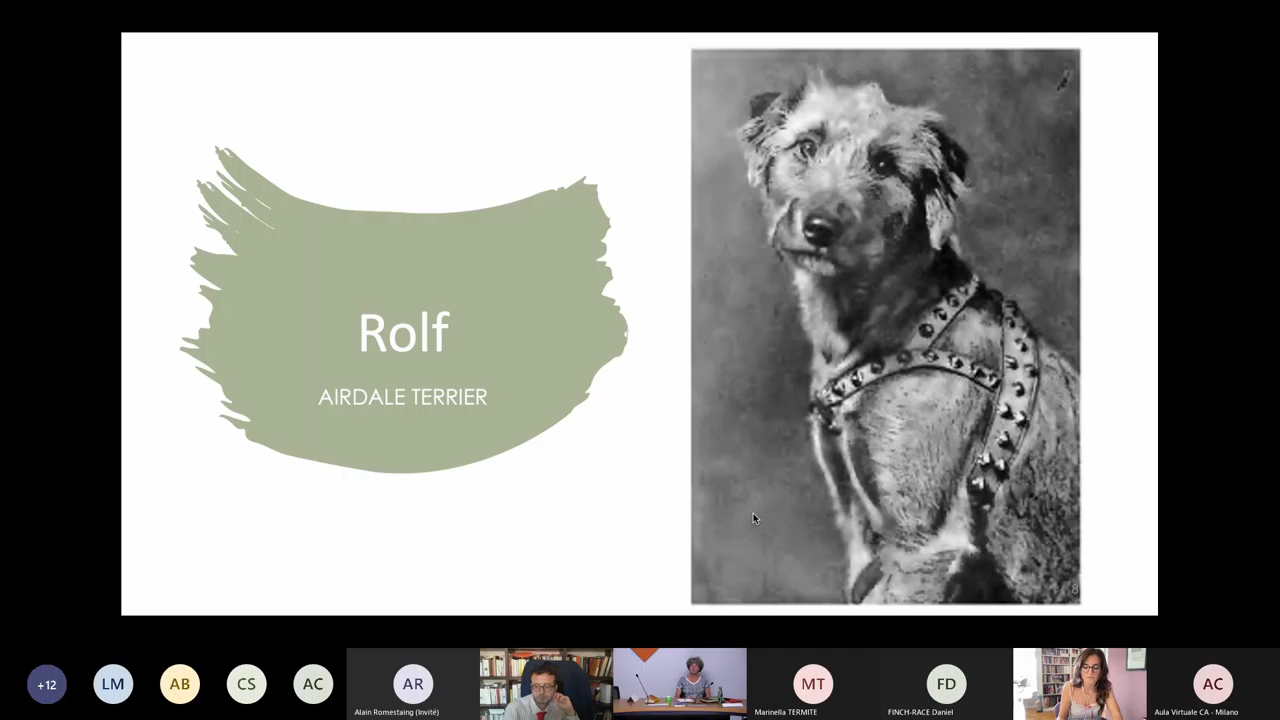 Rolf
AIRDALE TERRIER
8
+12
LM
AB
CS
AC
AR
Alain Romestaing (Invité)
MT
Marinella TERMITE
FD
FINCH-RACE Daniel
AC
Aula Virtuale CA - Milano